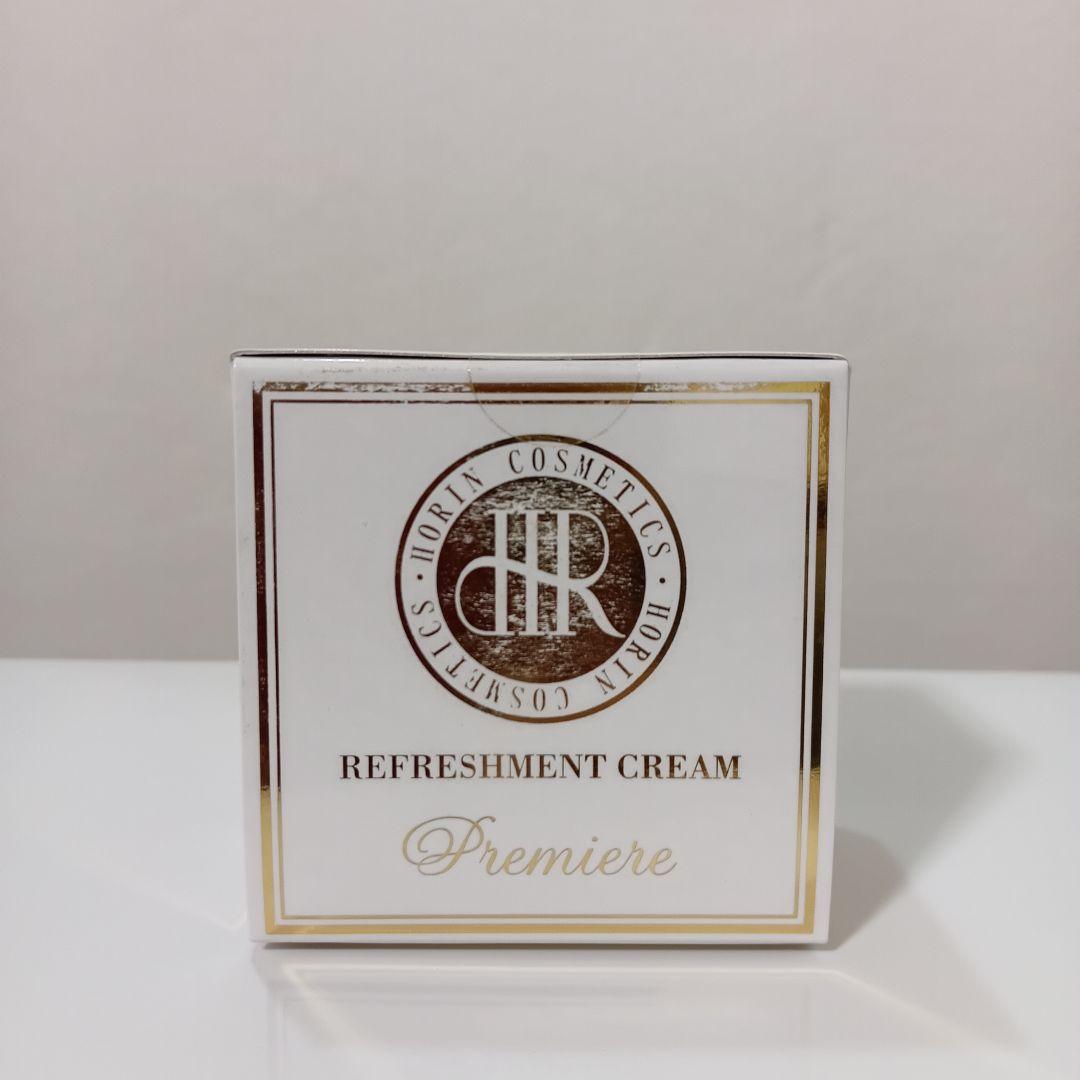 HORIN COSMETICS · HORIN COSMETICS ·
HR
REFRESHMENT CREAM
Premiere